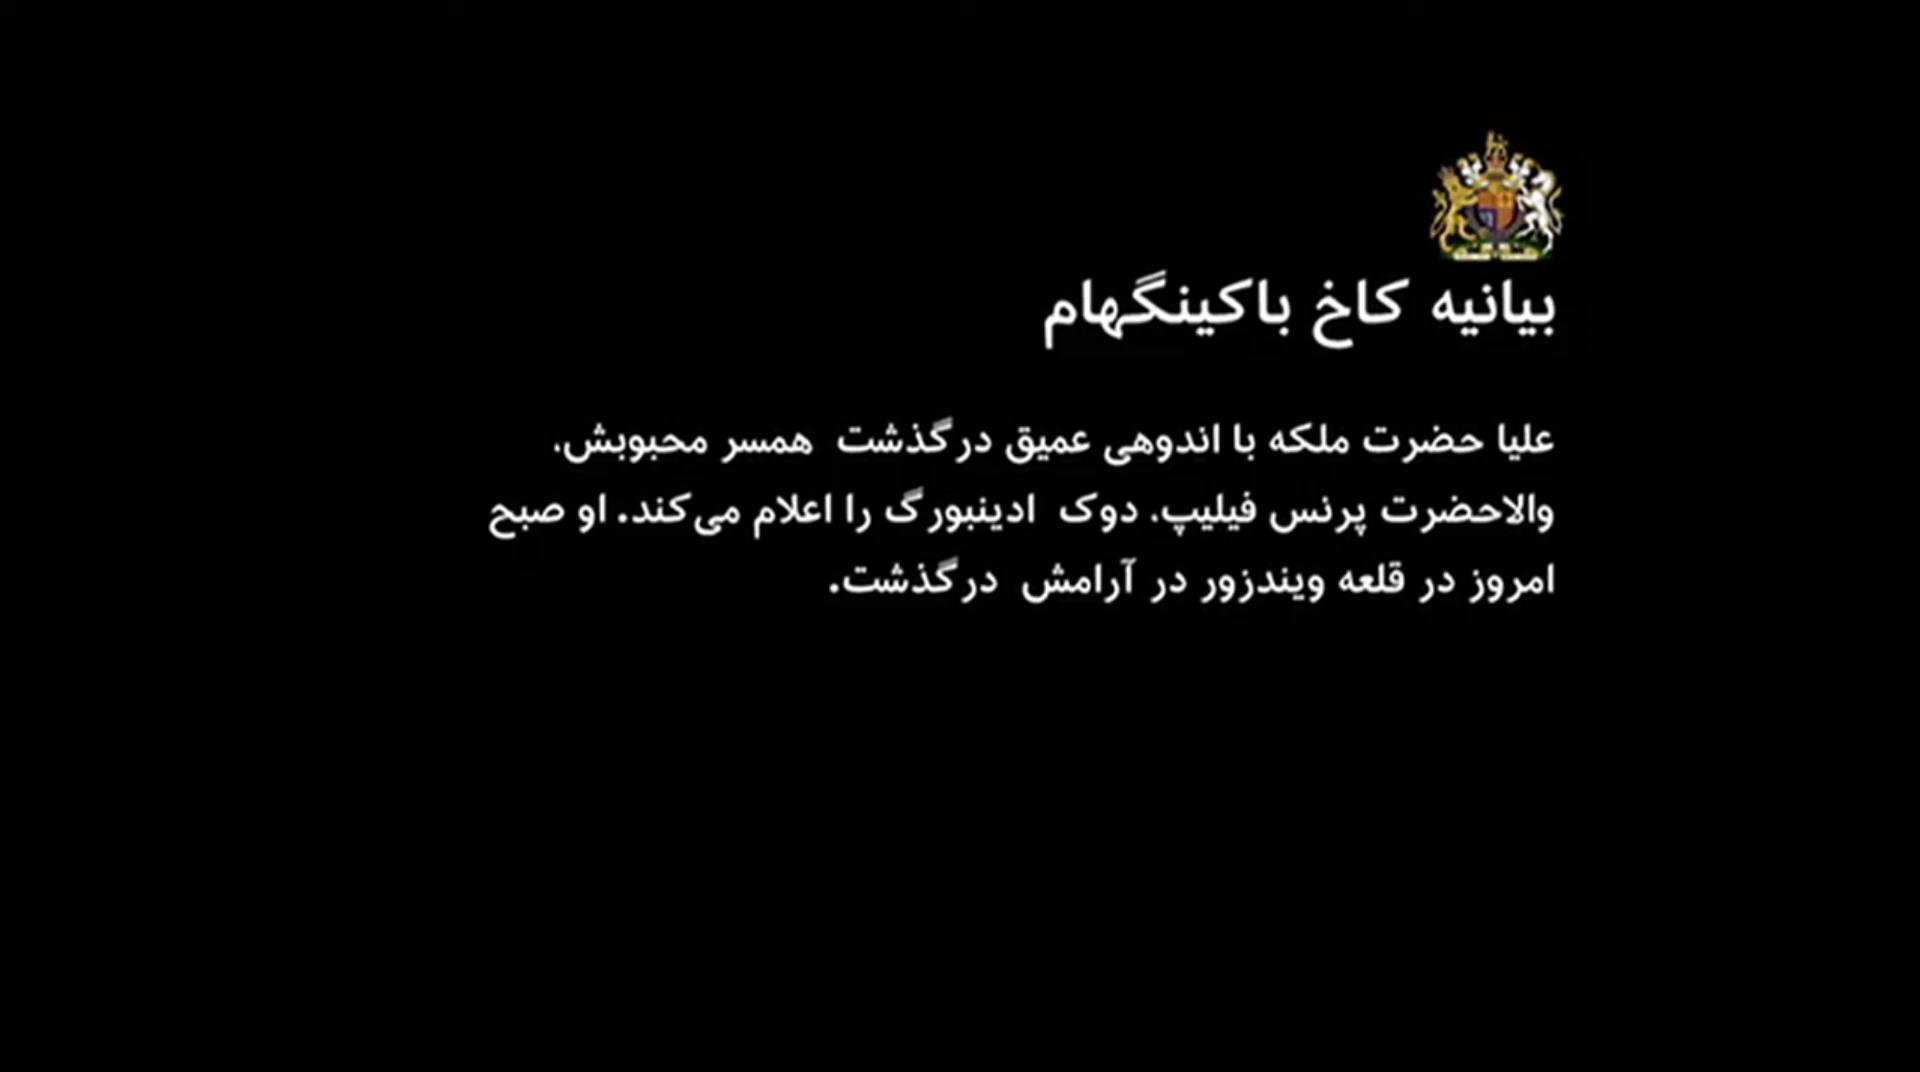 بیانیه کاخ باکینگهام
علیا حضرت ملکه با اندوهی عمیق درگذشت همسر محبوبش،
والاحضرت پرنس فیلیپ، دوک ادینبورگ را اعلام می‌کند. او صبح
امروز در قلعه ویندزور در آرامش درگذشت.